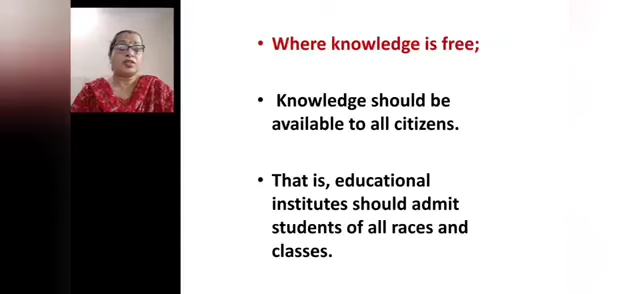 • Where knowledge is free;
• Knowledge should be
available to all citizens.
• That is, educational
institutes should admit
students of all races and
classes.